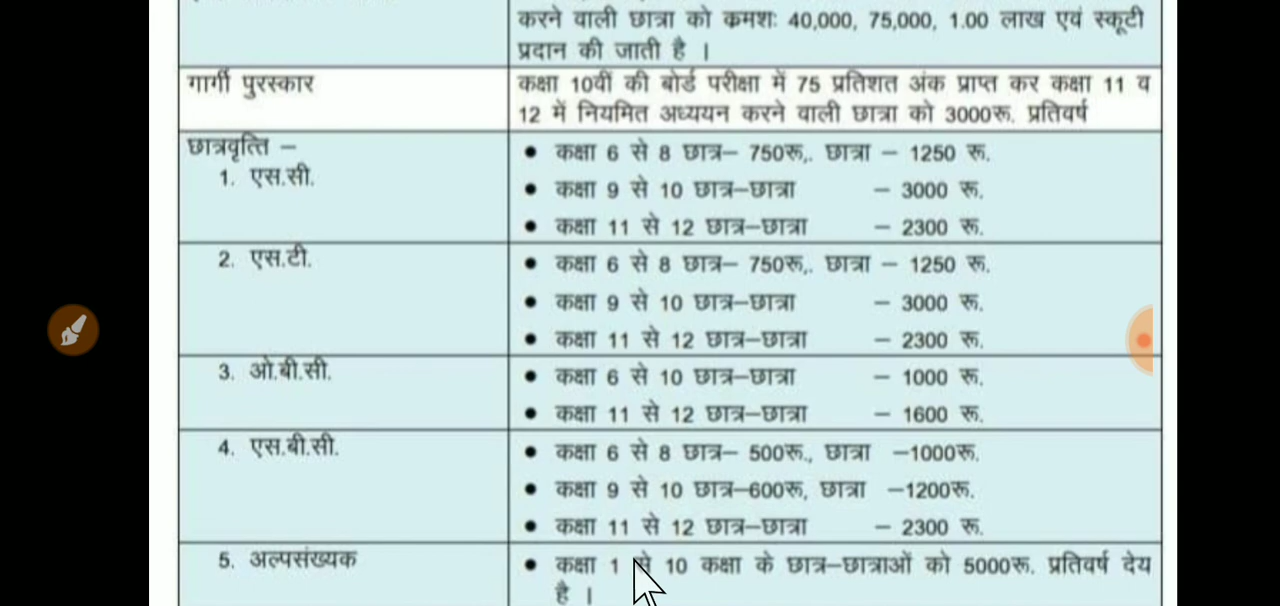 करने वाली छात्रा को क्रमशः 40,000, 75,000, 1.00 लाख एवं स्कूटी
प्रदान की जाती है ।
गार्गी पुरस्कार
कक्षा 10वीं की बोर्ड परीक्षा में 75 प्रतिशत अंक प्राप्त कर कक्षा 11 व
12 में नियमित अध्ययन करने वाली छात्रा को 3000रू. प्रतिवर्ष
छात्रवृत्ति –
1. एस.सी.
• कक्षा 6 से 8 छात्र– 750रू,. छात्रा – 1250 रू.
• कक्षा 9 से 10 छात्र–छात्रा – 3000 रू.
• कक्षा 11 से 12 छात्र–छात्रा – 2300 रू.
2. एस.टी.
• कक्षा 6 से 8 छात्र– 750रू,. छात्रा – 1250 रू.
• कक्षा 9 से 10 छात्र–छात्रा – 3000 रू.
• कक्षा 11 से 12 छात्र–छात्रा – 2300 रू.
3. ओ.बी.सी.
• कक्षा 6 से 10 छात्र–छात्रा – 1000 रू.
• कक्षा 11 से 12 छात्र–छात्रा – 1600 रू.
4. एस.बी.सी.
• कक्षा 6 से 8 छात्र– 500रू., छात्रा –1000रू.
• कक्षा 9 से 10 छात्र–600रू, छात्रा –1200रू.
• कक्षा 11 से 12 छात्र–छात्रा – 2300 रू.
5. अल्पसंख्यक
• कक्षा 1 से 10 कक्षा के छात्र–छात्राओं को 5000रू. प्रतिवर्ष देय
है ।